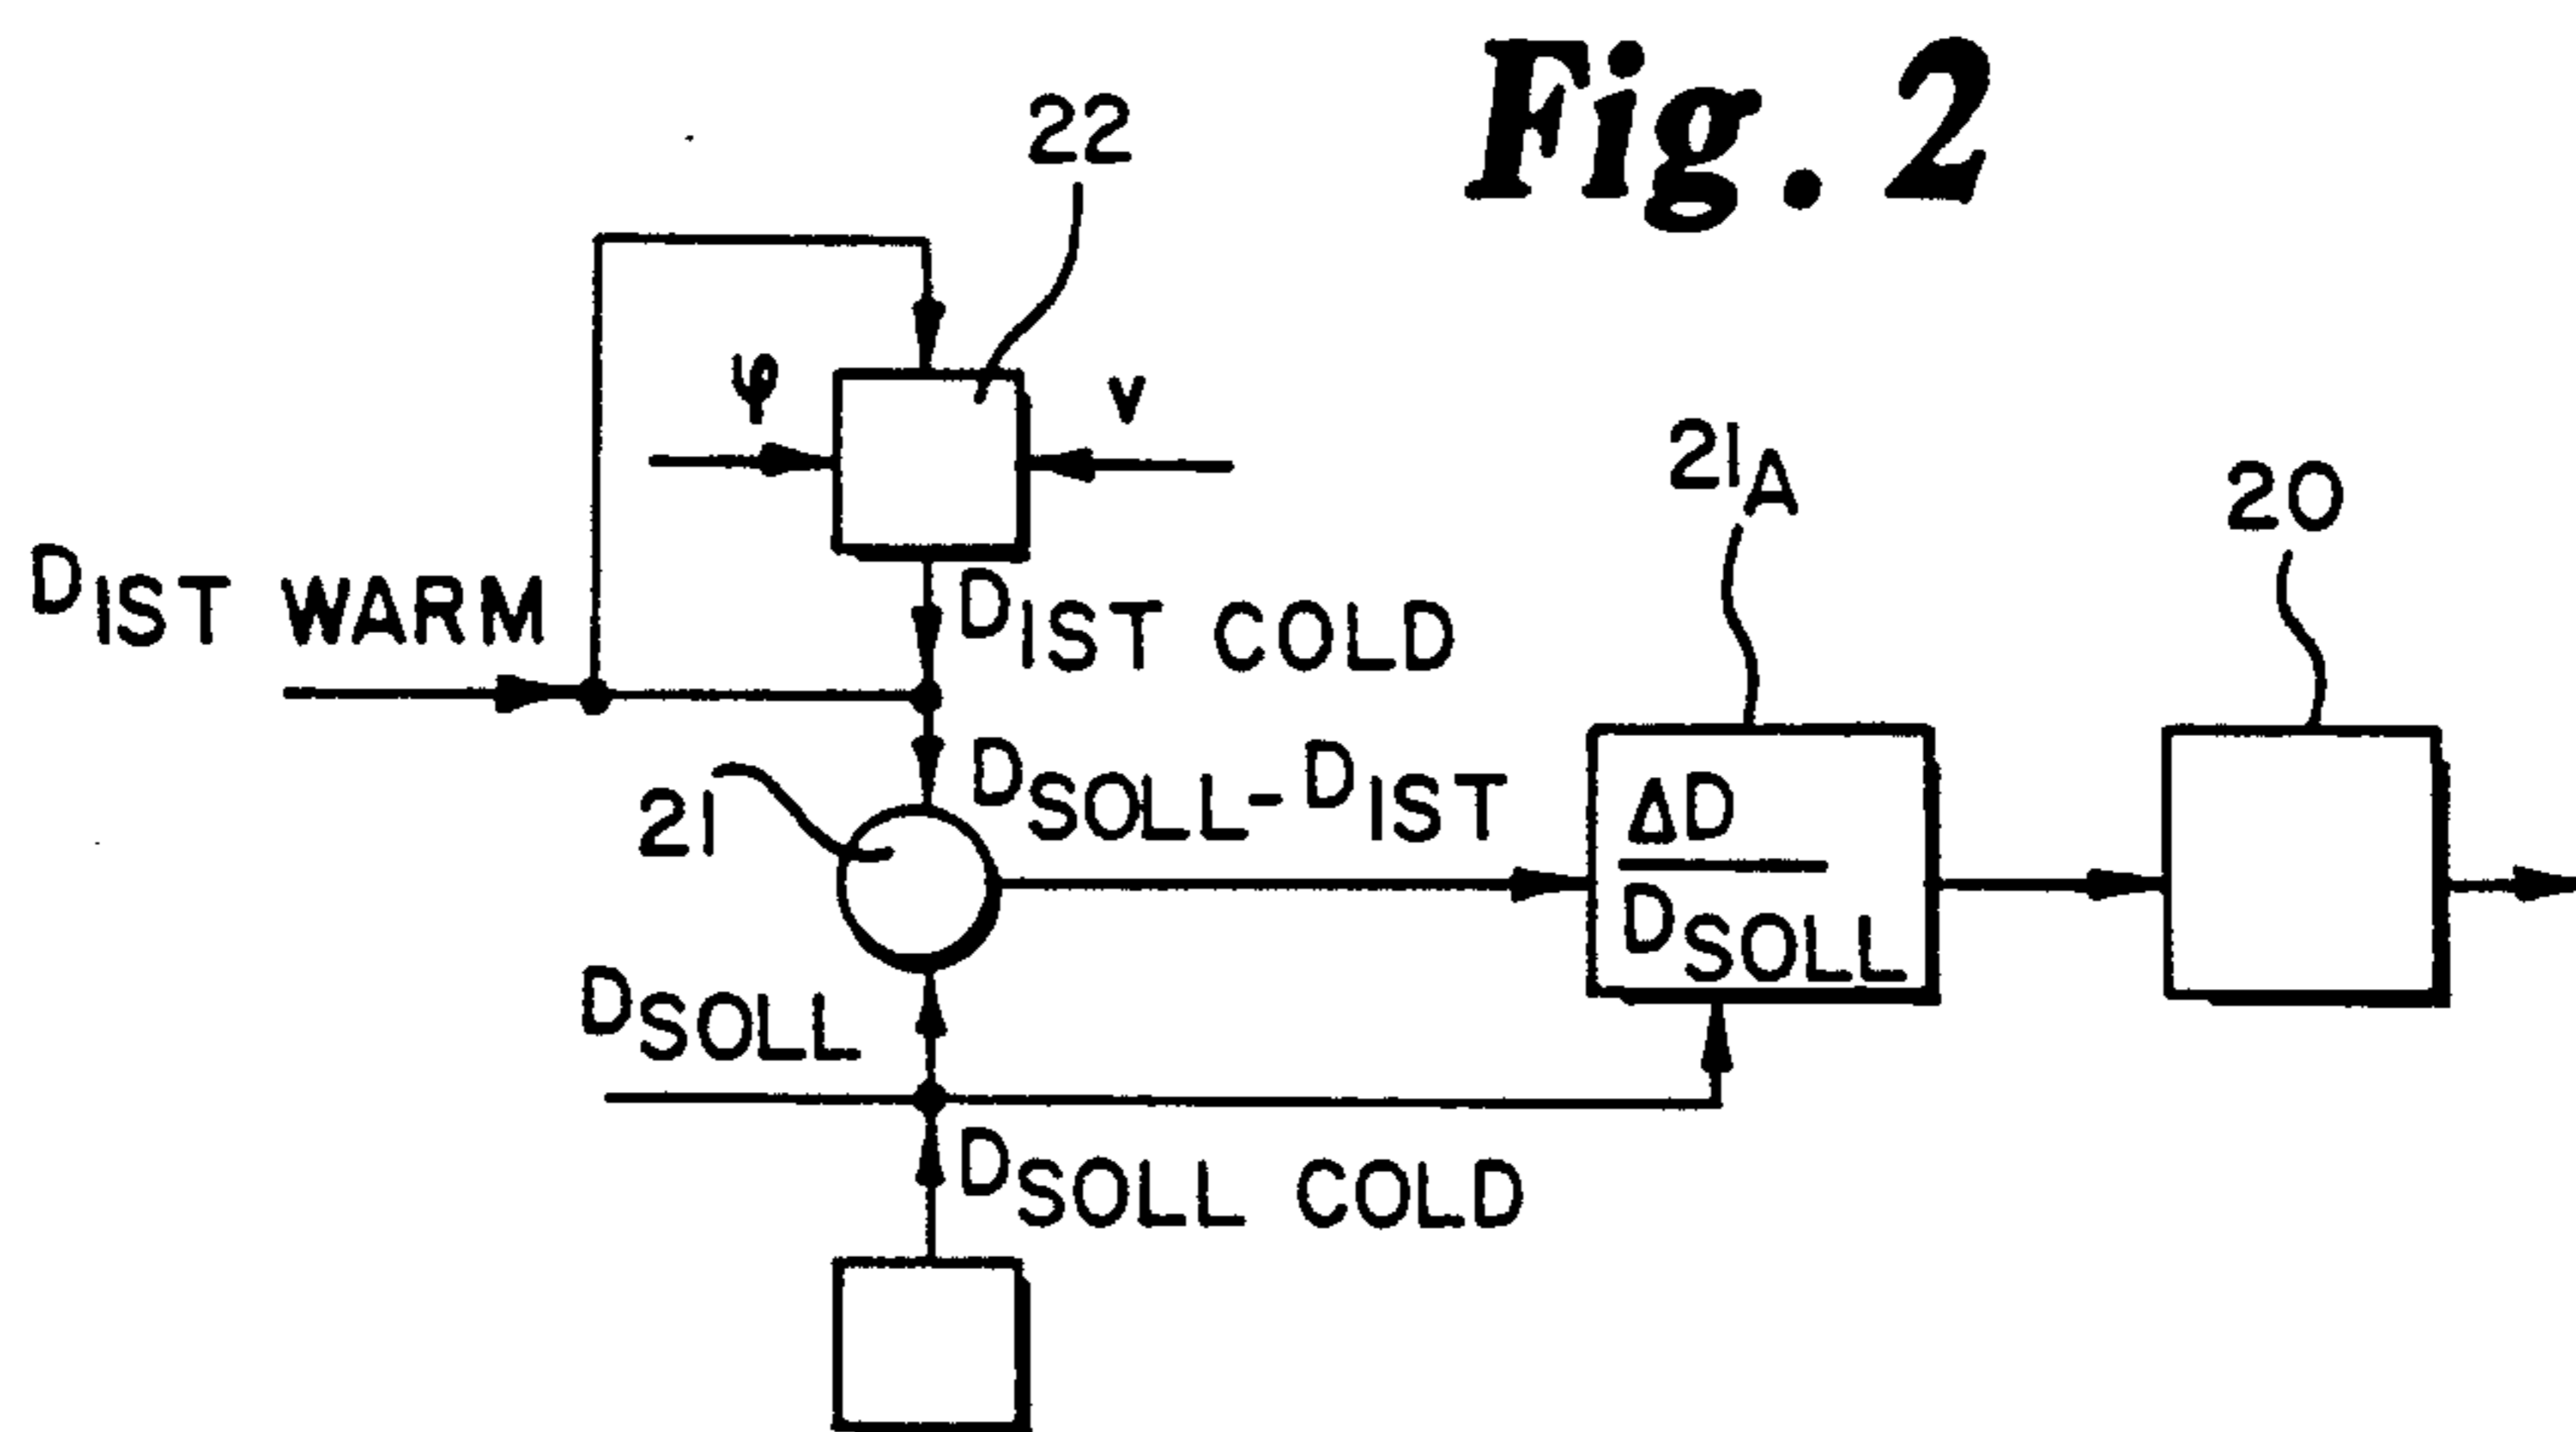 Fig. 2
22
φ
v
21A
20
DIST WARM
DIST COLD
21
DSOLL-DIST
ΔD
DSOLL
DSOLL
DSOLL COLD